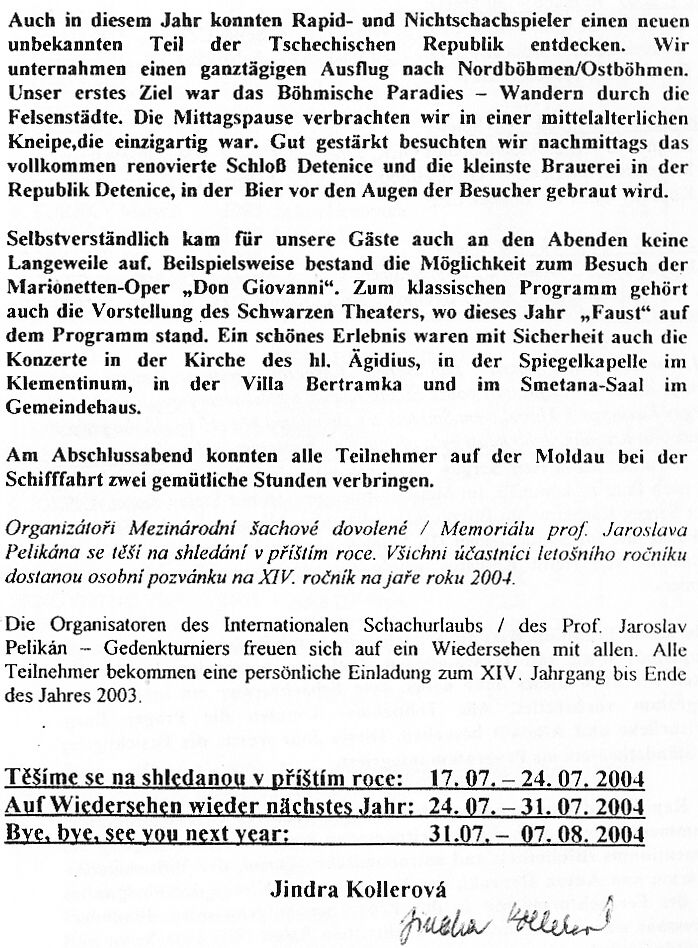 Auch in diesem Jahr konnten Rapid- und Nichtschachspieler einen neuen
unbekannten Teil der Tschechischen Republik entdecken. Wir
unternahmen einen ganztägigen Ausflug nach Nordböhmen/Ostböhmen.
Unser erstes Ziel war das Böhmische Paradies – Wandern durch die
Felsenstädte. Die Mittagspause verbrachten wir in einer mittelalterlichen
Kneipe,die einzigartig war. Gut gestärkt besuchten wir nachmittags das
vollkommen renovierte Schloß Detenice und die kleinste Brauerei in der
Republik Detenice, in der Bier vor den Augen der Besucher gebraut wird.
Selbstverständlich kam für unsere Gäste auch an den Abenden keine
Langeweile auf. Beilspielsweise bestand die Möglichkeit zum Besuch der
Marionetten-Oper „Don Giovanni“. Zum klassischen Programm gehört
auch die Vorstellung des Schwarzen Theaters, wo dieses Jahr „Faust“ auf
dem Programm stand. Ein schönes Erlebnis waren mit Sicherheit auch die
Konzerte in der Kirche des hl. Ägidius, in der Spiegelkapelle im
Klementinum, in der Villa Bertramka und im Smetana-Saal im
Gemeindehaus.
Am Abschlussabend konnten alle Teilnehmer auf der Moldau bei der
Schifffahrt zwei gemütliche Stunden verbringen.
Organizátoři Mezinárodní šachové dovolené / Memoriálu prof. Jaroslava
Pelikána se těší na shledání v příštím roce. Všichni účastníci letošního ročníku
dostanou osobní pozvánku na XIV. ročník na jaře roku 2004.
Die Organisatoren des Internationalen Schachurlaubs / des Prof. Jaroslav
Pelikán – Gedenkturniers freuen sich auf ein Wiedersehen mit allen. Alle
Teilnehmer bekommen eine persönliche Einladung zum XIV. Jahrgang bis Ende
des Jahres 2003.
Těšíme se na shledanou v příštím roce: 17. 07. – 24. 07. 2004
Auf Wiedersehen wieder nächstes Jahr: 24. 07. – 31. 07. 2004
Bye, bye, see you next year: 31.07. – 07. 08. 2004
Jindra Kollerová
Jindra Kollerová